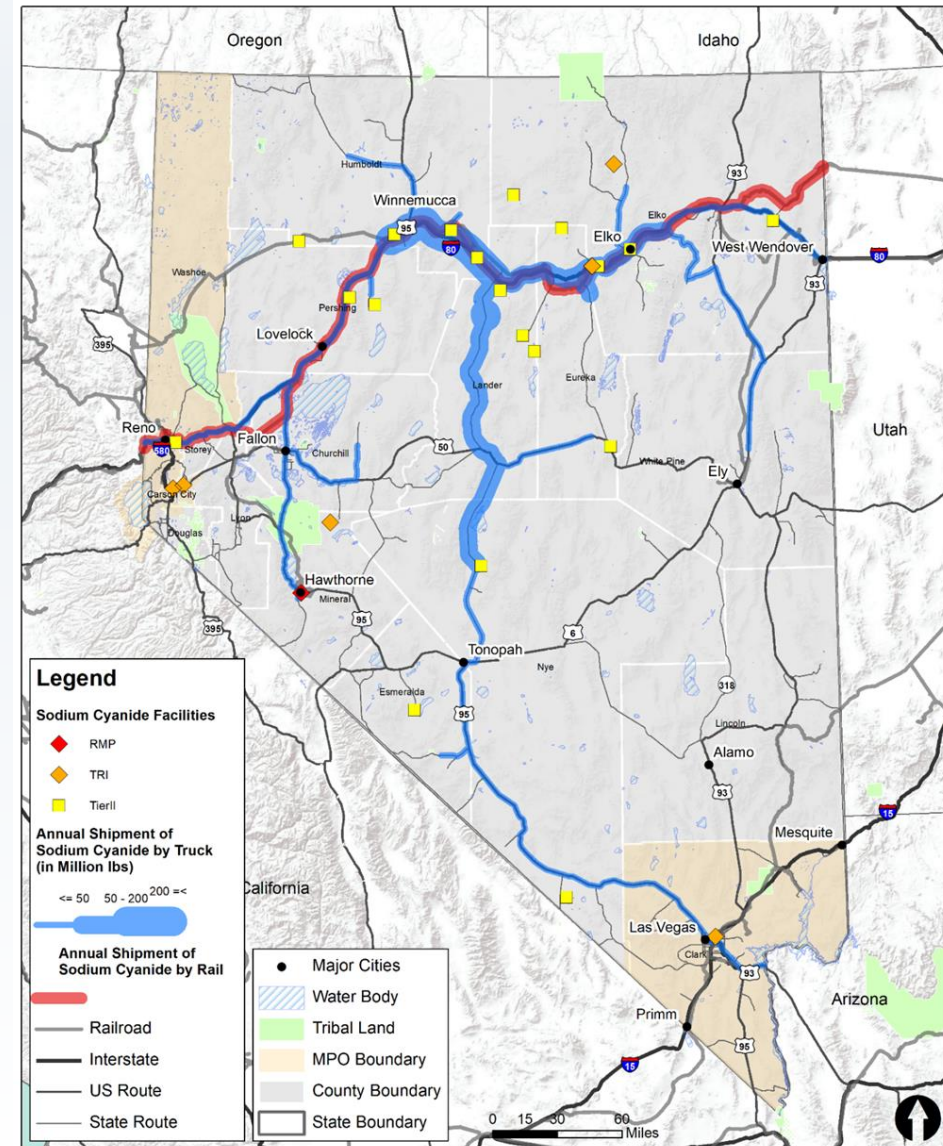 Oregon
Idaho
93
Humboldt
Winnemucca
95
80
Elko
Elko
West Wendover
80
93
Washoe
395
Pershing
Lovelock
Lander
Eureka
Utah
Reno
580
Storey
Fallon
Churchill
50
White Pine
Ely
Carson City
Lyon
Douglas
Hawthorne
Mineral
95
395
6
Tonopah
Nye
Esmeralda
95
318
Lincoln
Alamo
93
15
Mesquite
California
Las Vegas
Clark
93
Arizona
Primm
95
15
Legend
Sodium Cyanide Facilities
RMP
TRI
TierII
Annual Shipment of
Sodium Cyanide by Truck
(in Million lbs)
<= 50 50 - 200 200 =<
Annual Shipment of
Sodium Cyanide by Rail
Railroad
Interstate
US Route
State Route
Major Cities
Water Body
Tribal Land
MPO Boundary
County Boundary
State Boundary
0 15 30 60
Miles